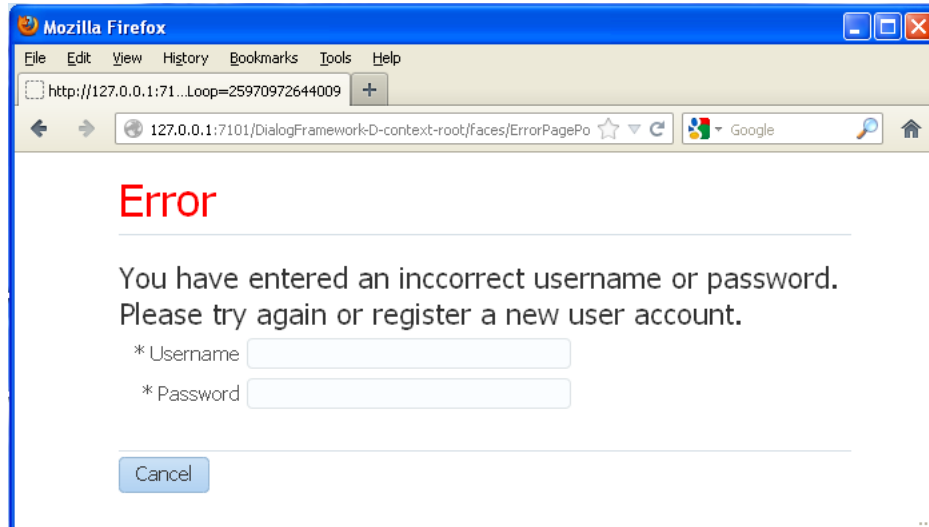 Mozilla Firefox
File Edit View History Bookmarks Tools Help
http://127.0.0.1:71...Loop=25970972644009 +
127.0.0.1:7101/DialogFramework-D-context-root/faces/ErrorPagePo Google
Error
You have entered an inccorrect username or password.
Please try again or register a new user account.
* Username
* Password
Cancel